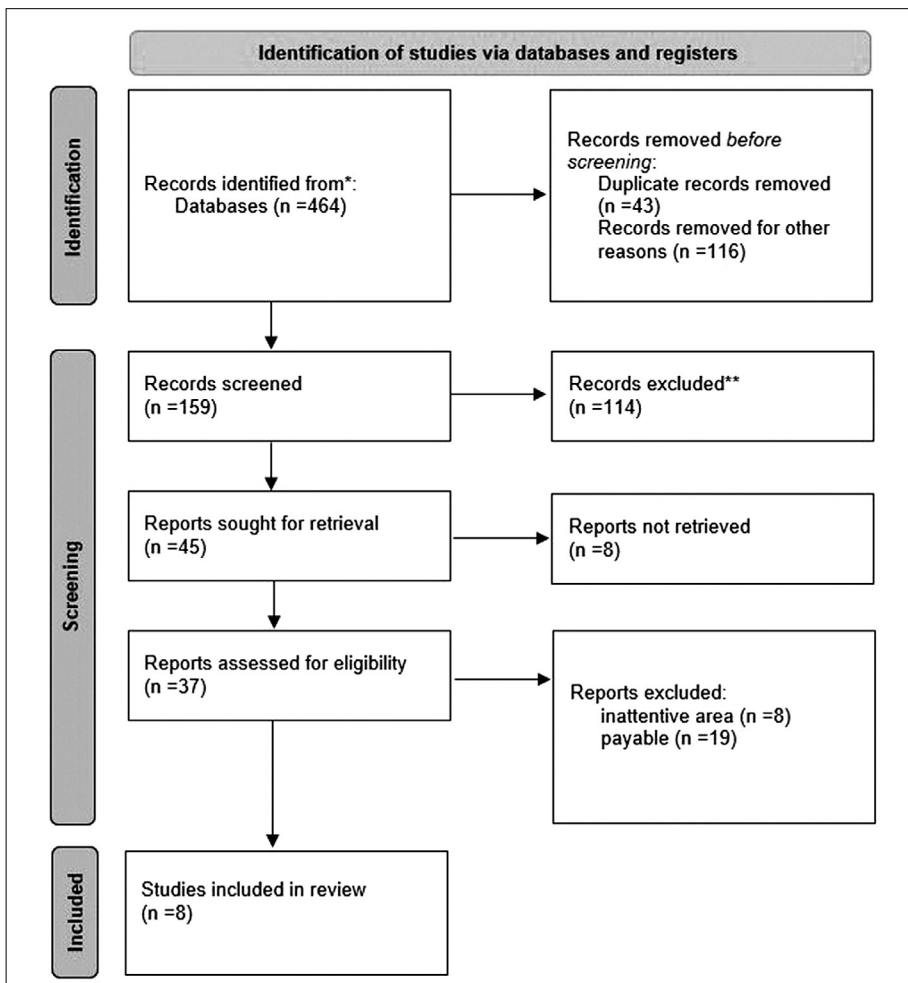 Identification of studies via databases and registers
Identification
Records identified from*:
Databases (n =464)
Records removed before
screening:
Duplicate records removed
(n =43)
Records removed for other
reasons (n =116)
Screening
Records screened
(n =159)
Records excluded**
(n =114)
Reports sought for retrieval
(n =45)
Reports not retrieved
(n =8)
Reports assessed for eligibility
(n =37)
Reports excluded:
inattentive area (n =8)
payable (n =19)
Included
Studies included in review
(n =8)